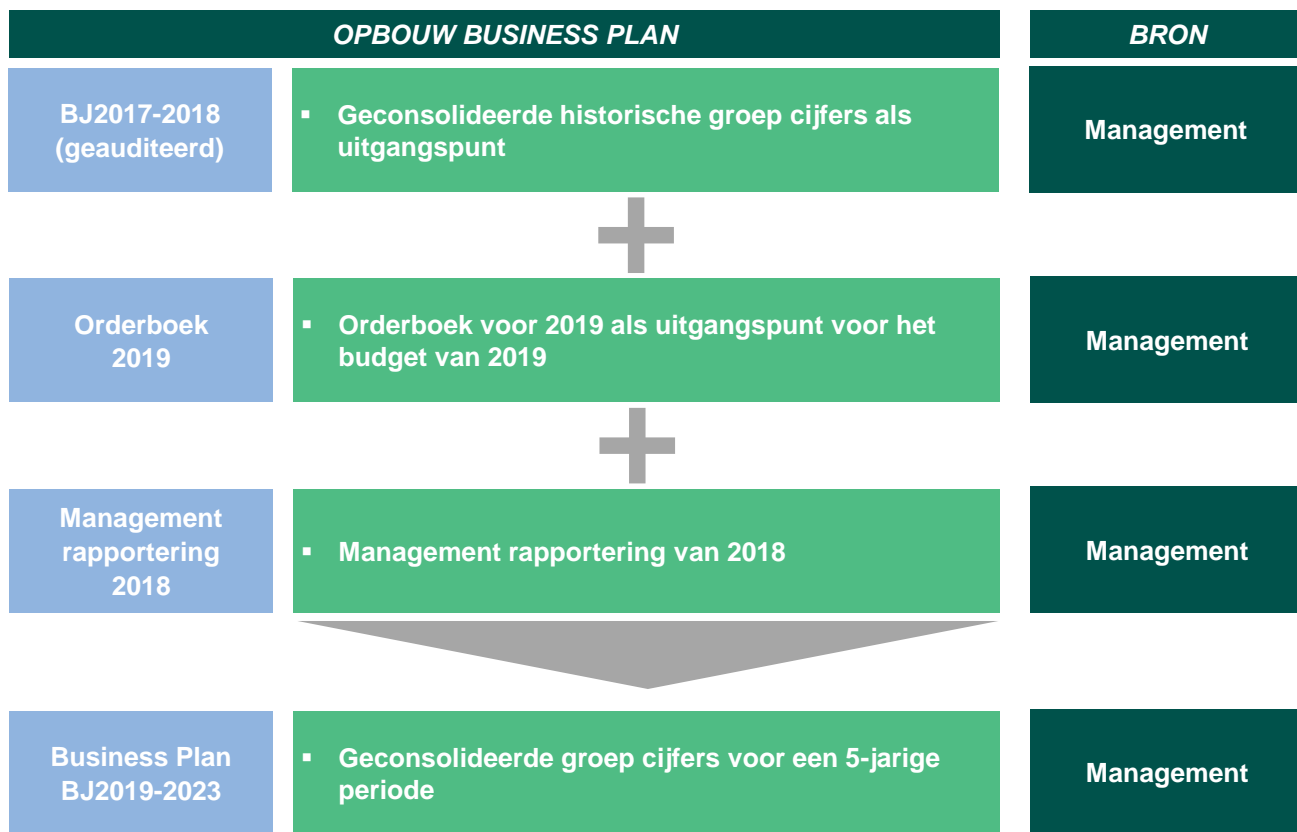 OPBOUW BUSINESS PLAN
BRON
BJ2017-2018
(geauditeerd)
▪ Geconsolideerde historische groep cijfers als
uitgangspunt
Management
Orderboek
2019
▪ Orderboek voor 2019 als uitgangspunt voor het
budget van 2019
Management
Management
rapportering
2018
▪ Management rapportering van 2018
Management
Business Plan
BJ2019-2023
▪ Geconsolideerde groep cijfers voor een 5-jarige
periode
Management